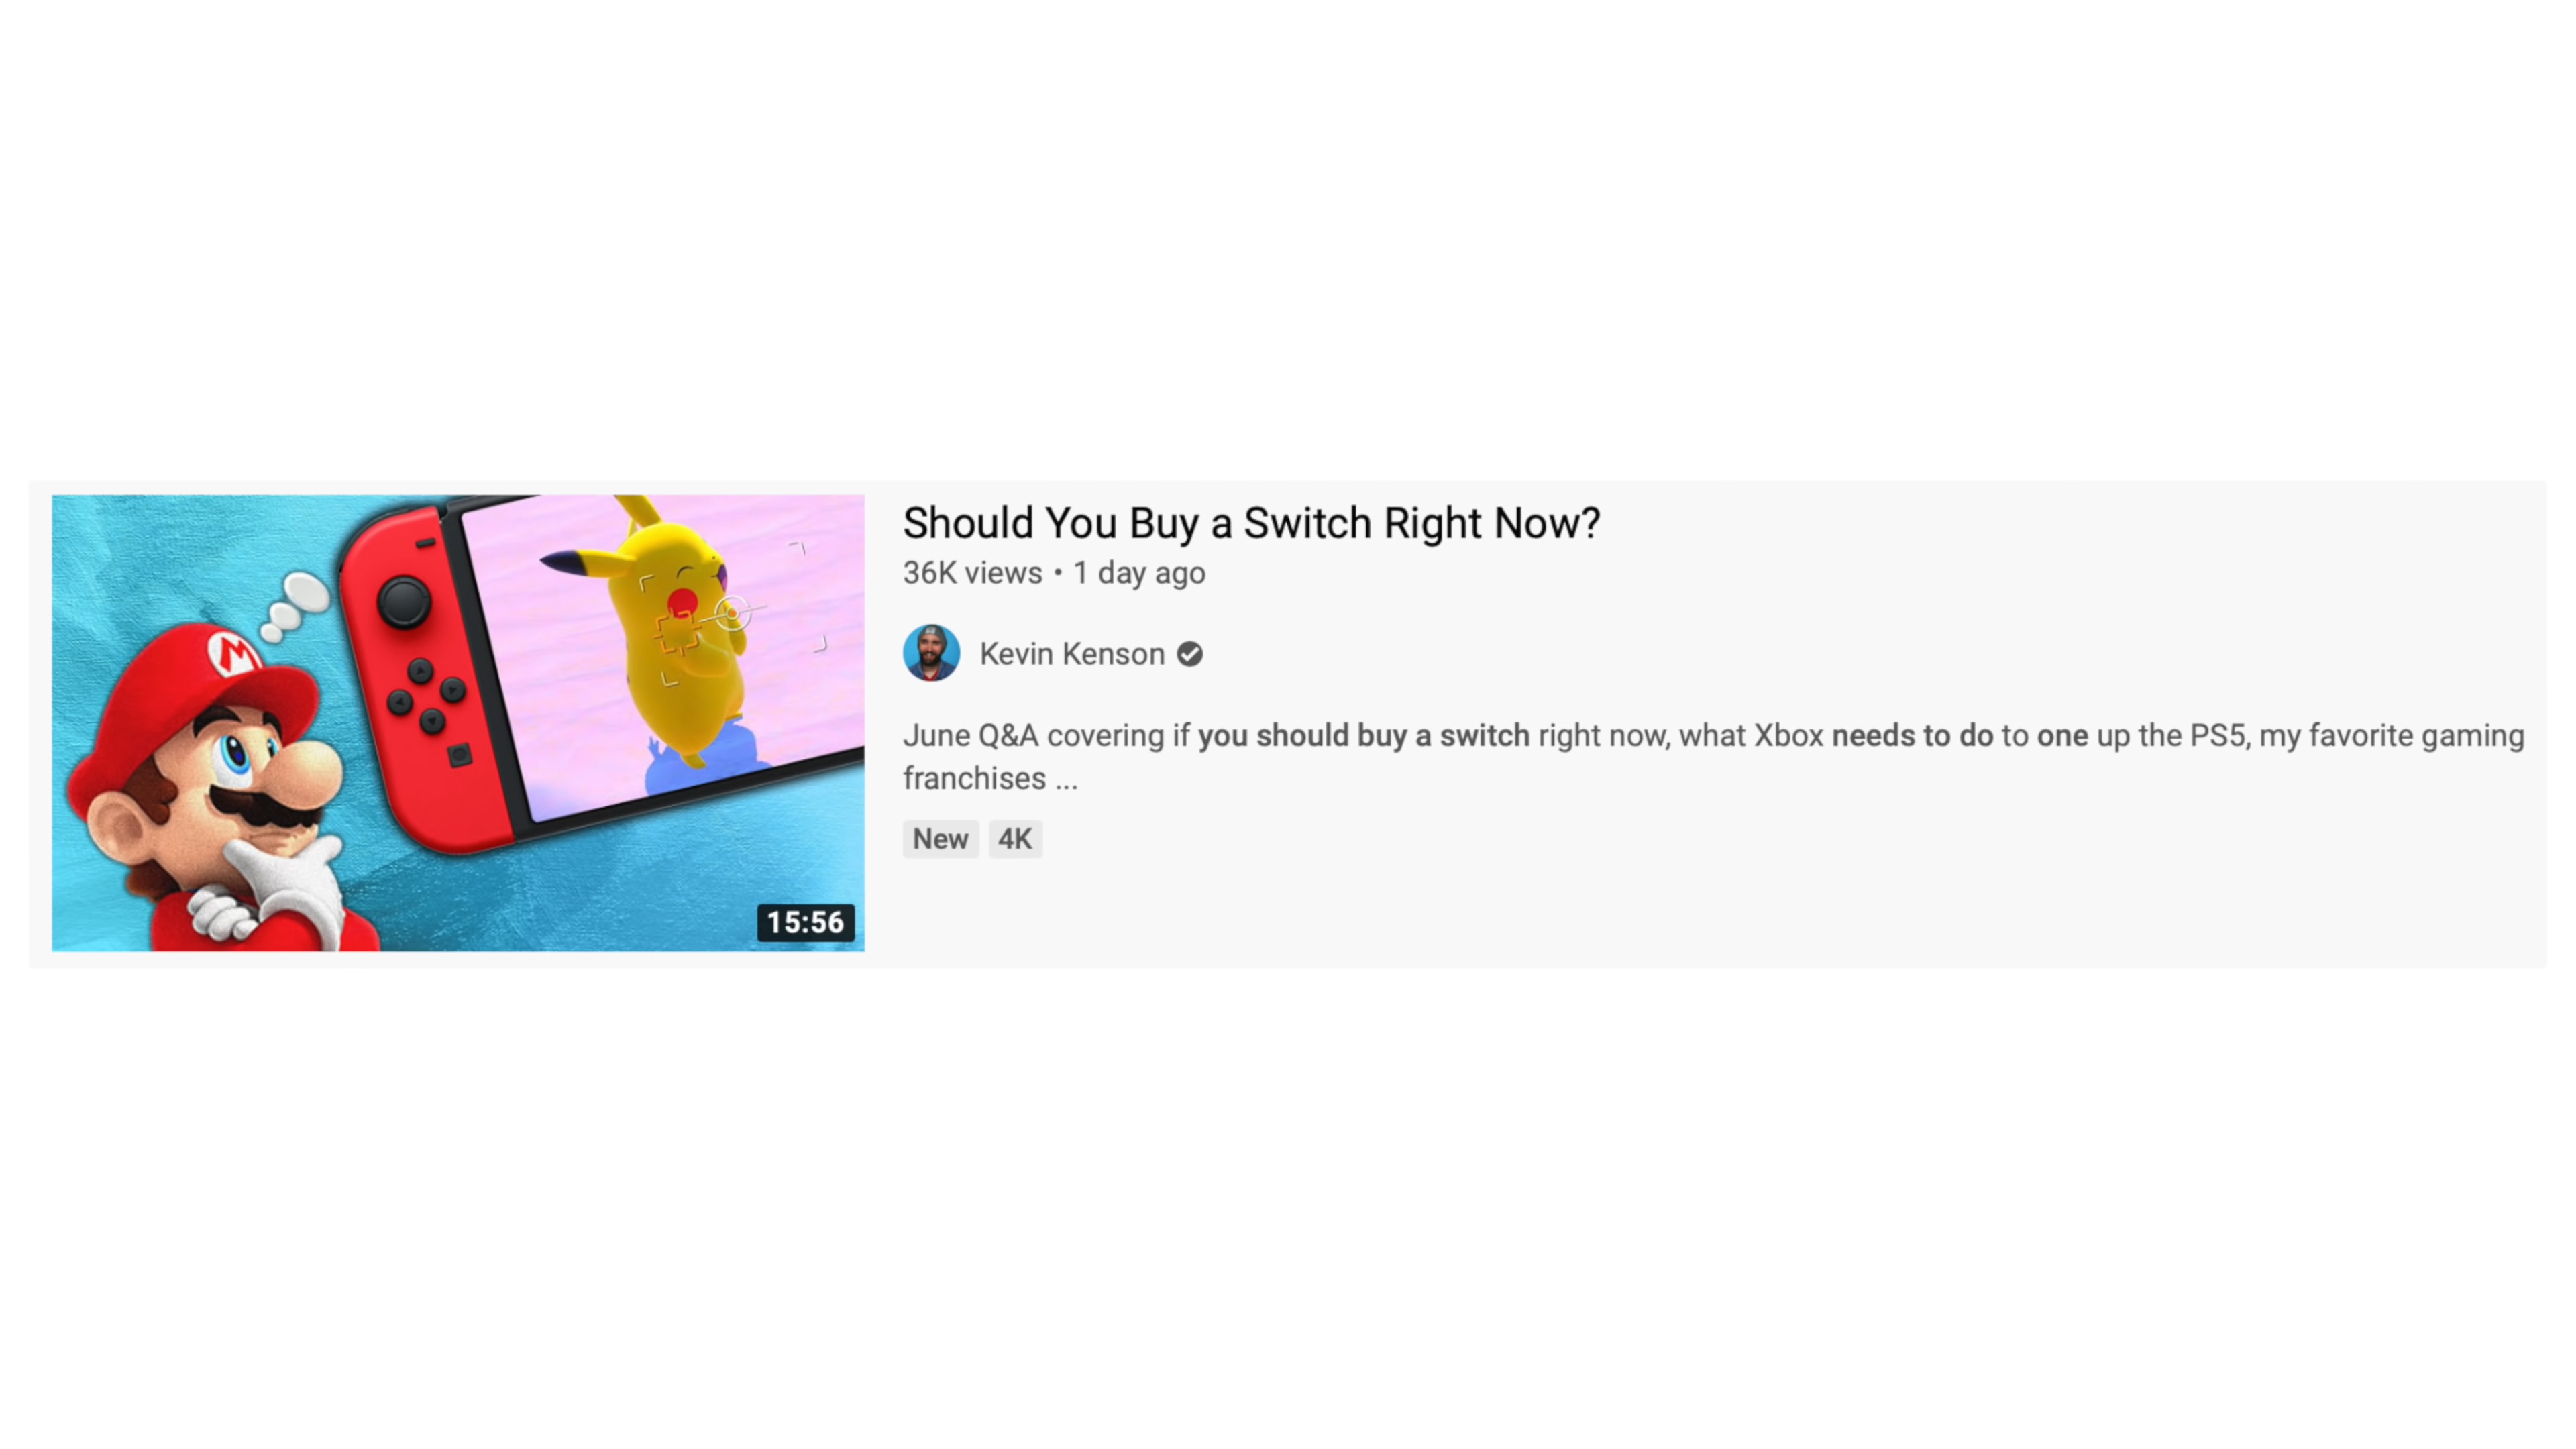 M
15:56
Should You Buy a Switch Right Now?
36K views • 1 day ago
Kevin Kenson
June Q&A covering if you should buy a switch right now, what Xbox needs to do to one up the PS5, my favorite gaming
franchises ...
New 4K